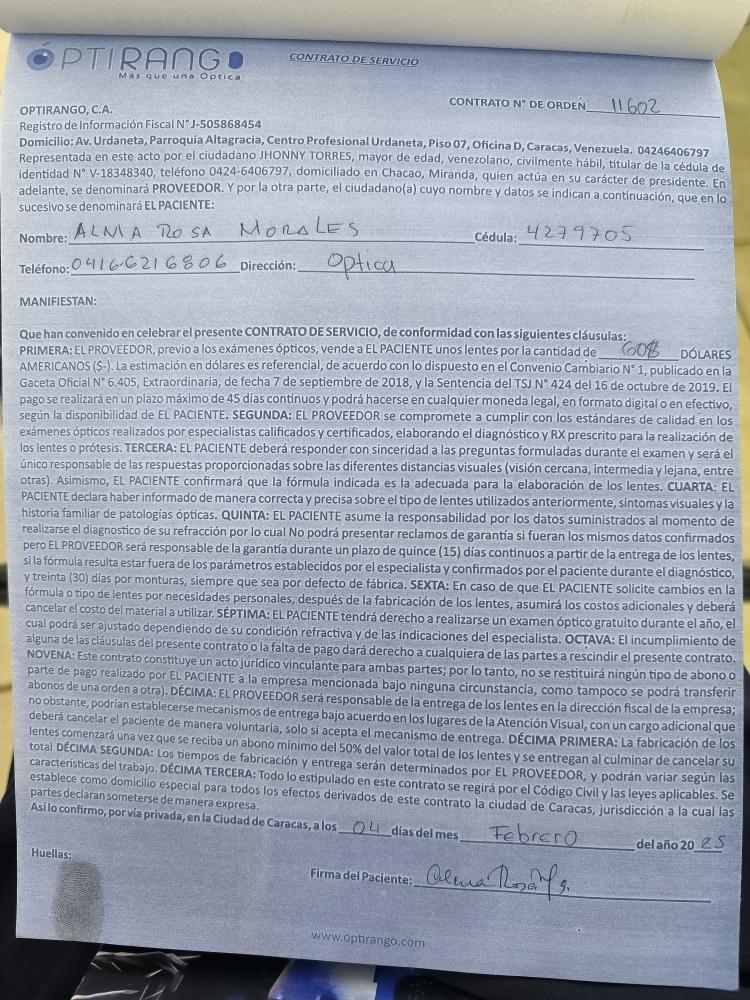 OPTIRANGO
Más que una Óptica
CONTRATO DE SERVICIO
CONTRATO N° DE ORDEN 11602
OPTIRANGO, C.A.
Registro de Información Fiscal N° J-505868454
Domicilio: Av. Urdaneta, Parroquia Altagracia, Centro Profesional Urdaneta, Piso 07, Oficina D, Caracas, Venezuela. 04246406797
Representada en este acto por el ciudadano JHONNY TORRES, mayor de edad, venezolano, civilmente hábil, titular de la cédula de
identidad N° V-18348340, teléfono 0424-6406797, domiciliado en Chacao, Miranda, quien actúa en su carácter de presidente. En
adelante, se denominará PROVEEDOR. Y por la otra parte, el ciudadano(a) cuyo nombre y datos se indican a continuación, que en lo
sucesivo se denominará EL PACIENTE:
Nombre: ALMA ROSA MORALES Cédula: 4279705
Teléfono: 04166216806 Dirección: Optica
MANIFIESTAN:
Que han convenido en celebrar el presente CONTRATO DE SERVICIO, de conformidad con las siguientes cláusulas:
PRIMERA: EL PROVEEDOR, previo a los exámenes ópticos, vende a EL PACIENTE unos lentes por la cantidad de 60$ DÓLARES
AMERICANOS ($-). La estimación en dólares es referencial, de acuerdo con lo dispuesto en el Convenio Cambiario N° 1, publicado en la
Gaceta Oficial N° 6.405, Extraordinaria, de fecha 7 de septiembre de 2018, y la Sentencia del TSJ N° 424 del 16 de octubre de 2019. El
pago se realizará en un plazo máximo de 45 días continuos y podrá hacerse en cualquier moneda legal, en formato digital o en efectivo,
según la disponibilidad de EL PACIENTE. SEGUNDA: EL PROVEEDOR se compromete a cumplir con los estándares de calidad en los
exámenes ópticos realizados por especialistas calificados y certificados, elaborando el diagnóstico y RX prescrito para la realización de
los lentes o prótesis. TERCERA: EL PACIENTE deberá responder con sinceridad a las preguntas formuladas durante el examen y será el
único responsable de las respuestas proporcionadas sobre las diferentes distancias visuales (visión cercana, intermedia y lejana, entre
otras). Asimismo, EL PACIENTE confirmará que la fórmula indicada es la adecuada para la elaboración de los lentes. CUARTA: EL
PACIENTE declara haber informado de manera correcta y precisa sobre el tipo de lentes utilizados anteriormente, síntomas visuales y la
historia familiar de patologías ópticas. QUINTA: EL PACIENTE asume la responsabilidad por los datos suministrados al momento de
realizarse el diagnostico de su refracción por lo cual No podrá presentar reclamos de garantía si fueran los mismos datos confirmados
pero EL PROVEEDOR será responsable de la garantía durante un plazo de quince (15) días continuos a partir de la entrega de los lentes,
si la fórmula resulta estar fuera de los parámetros establecidos por el especialista y confirmados por el paciente durante el diagnóstico,
y treinta (30) días por monturas, siempre que sea por defecto de fábrica. SEXTA: En caso de que EL PACIENTE solicite cambios en la
fórmula o tipo de lentes por necesidades personales, después de la fabricación de los lentes, asumirá los costos adicionales y deberá
cancelar el costo del material a utilizar. SÉPTIMA: EL PACIENTE tendrá derecho a realizarse un examen óptico gratuito durante el año, el
cual podrá ser ajustado dependiendo de su condición refractiva y de las indicaciones del especialista. OCTAVA: El incumplimiento de
alguna de las cláusulas del presente contrato o la falta de pago dará derecho a cualquiera de las partes a rescindir el presente contrato.
NOVENA: Este contrato constituye un acto jurídico vinculante para ambas partes; por lo tanto, no se restituirá ningún tipo de abono o
parte de pago realizado por EL PACIENTE a la empresa mencionada bajo ninguna circunstancia, como tampoco se podrá transferir
abonos de una orden a otra). DÉCIMA: EL PROVEEDOR será responsable de la entrega de los lentes en la dirección fiscal de la empresa;
no obstante, podrían establecerse mecanismos de entrega bajo acuerdo en los lugares de la Atención Visual, con un cargo adicional que
deberá cancelar el paciente de manera voluntaria, solo si acepta el mecanismo de entrega. DÉCIMA PRIMERA: La fabricación de los
lentes comenzará una vez que se reciba un abono mínimo del 50% del valor total de los lentes y se entregan al culminar de cancelar su
total DÉCIMA SEGUNDA: Los tiempos de fabricación y entrega serán determinados por EL PROVEEDOR, y podrán variar según las
características del trabajo. DÉCIMA TERCERA: Todo lo estipulado en este contrato se regirá por el Código Civil y las leyes aplicables. Se
establece como domicilio especial para todos los efectos derivados de este contrato la ciudad de Caracas, jurisdicción a la cual las
partes declaran someterse de manera expresa.
Así lo confirmo, por vía privada, en la Ciudad de Caracas, a los 04 días del mes Febrero del año 20 25
Huellas:
Firma del Paciente: Alma Rosa
www.optirango.com